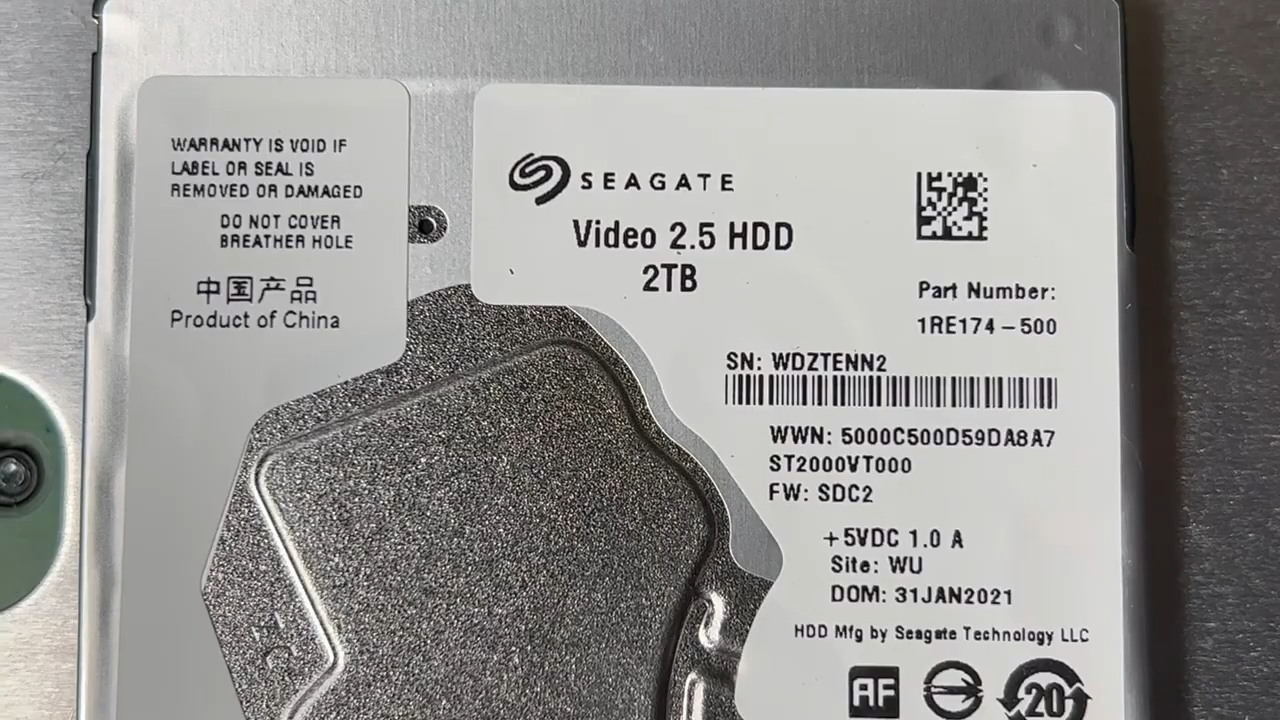 WARRANTY IS VOID IF
LABEL OR SEAL IS
REMOVED OR DAMAGED
DO NOT COVER
BREATHER HOLE
中国产品
Product of China
SEAGATE
Video 2.5 HDD
2TB
Part Number:
1RE174-500
SN: WDZTENN2
WWN: 5000C500D59DA8A7
ST2000VT000
FW: SDC2
+5VDC 1.0 A
Site: WU
DOM: 31JAN2021
HDD Mfg by Seagate Technology LLC
AF
20